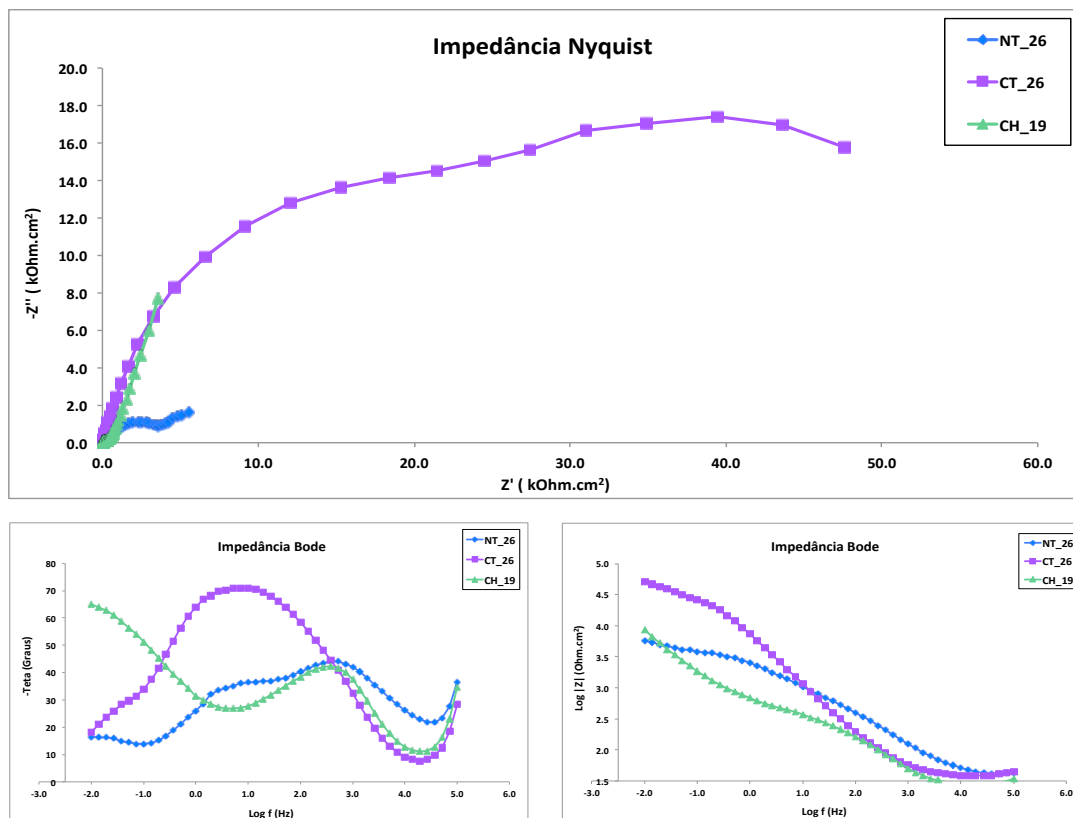 Impedância Nyquist
NT_26
CT_26
CH_19
20.0
18.0
16.0
14.0
12.0
10.0
8.0
6.0
4.0
2.0
0.0
-Z'' ( kOhm.cm²)
0.0 10.0 20.0 30.0 40.0 50.0 60.0
Z' ( kOhm.cm²)
Impedância Bode
NT_26
CT_26
CH_19
80
70
60
50
40
30
20
10
0
-Teta (Graus)
-3.0 -2.0 -1.0 0.0 1.0 2.0 3.0 4.0 5.0 6.0
Log f (Hz)
Impedância Bode
NT_26
CT_26
CH_19
5.0
4.5
4.0
3.5
3.0
2.5
2.0
1.5
Log |Z| (Ohm.cm²)
-3.0 -2.0 -1.0 0.0 1.0 2.0 3.0 4.0 5.0 6.0
Log f (Hz)